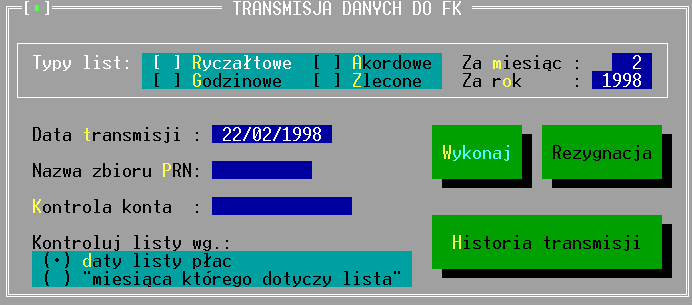 [▪] TRANSMISJA DANYCH DO FK
Typy list: [ ] Ryczałtowe [ ] Akordowe Za miesiąc : 2
[ ] Godzinowe [ ] Zlecone Za rok : 1998
Data transmisji : 22/02/1998
Nazwa zbioru PRN:
Kontrola konta :
Wykonaj Rezygnacja
Kontroluj listy wg.:
(•) daty listy płac
( ) "miesiąca którego dotyczy lista"
Historia transmisji